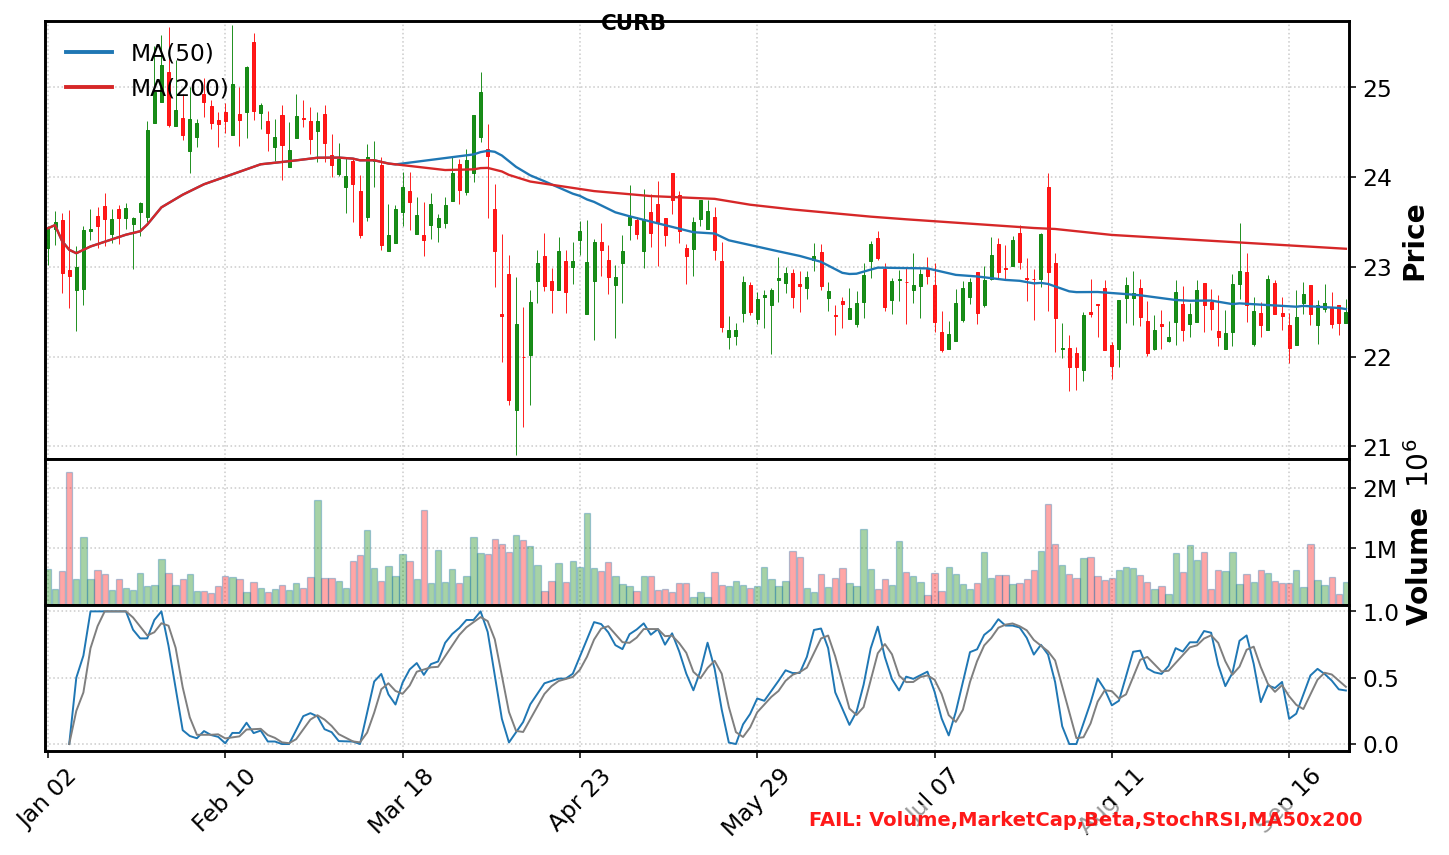 CURB
MA(50)
MA(200)
25
24
23
22
21
Price
2M
1M
Volume 10^6
1.0
0.5
0.0
Jan 02
Feb 10
Mar 18
Apr 23
May 29
Jul 07
Aug 11
Sep 16
FAIL: Volume,MarketCap,Beta,StochRSI,MA50x200